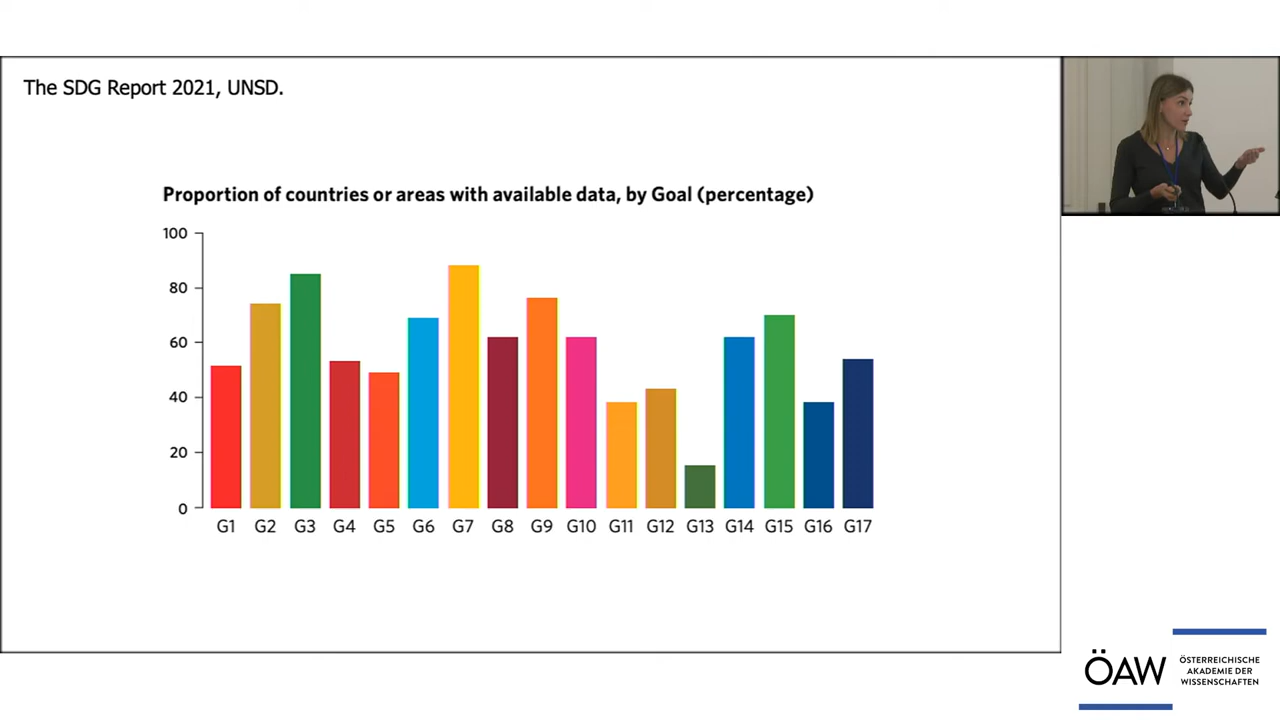 The SDG Report 2021, UNSD.
Proportion of countries or areas with available data, by Goal (percentage)
100
80
60
40
20
0
G1 G2 G3 G4 G5 G6 G7 G8 G9 G10 G11 G12 G13 G14 G15 G16 G17
ÖAW
ÖSTERREICHISCHE
AKADEMIE DER
WISSENSCHAFTEN